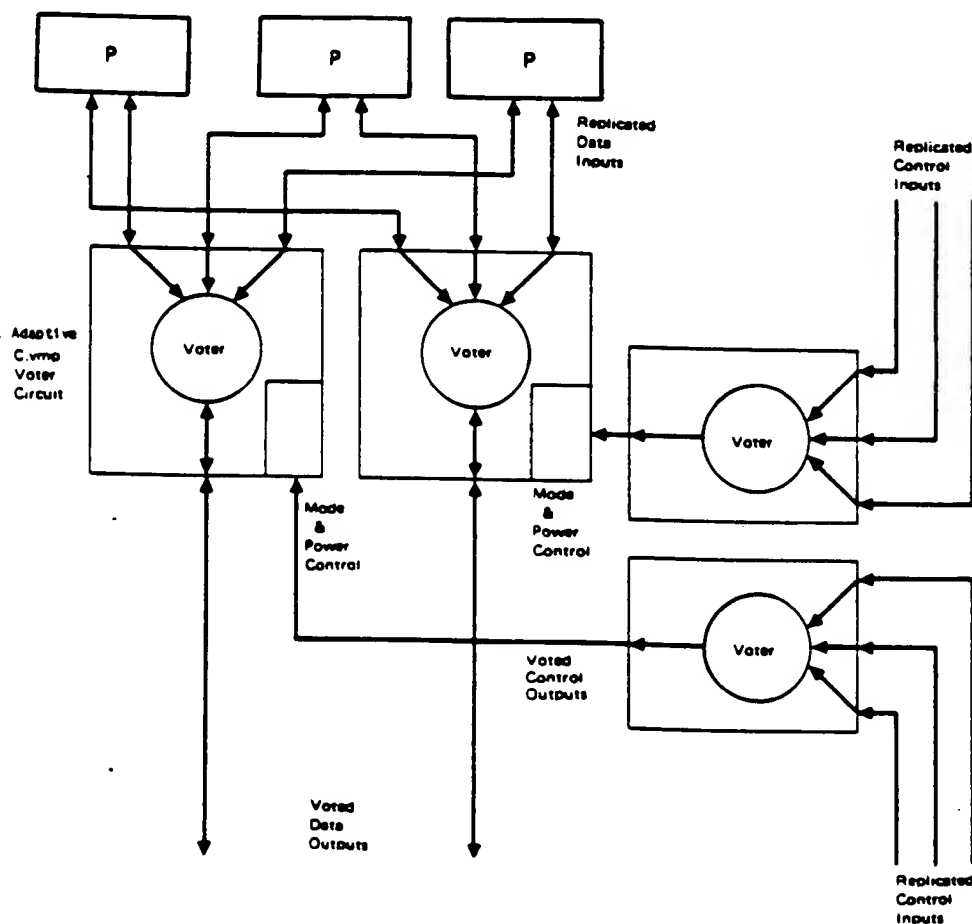 P
P
P
Replicated
Data
Inputs
Replicated
Control
Inputs
Adaptive
C.vmp
Voter
Circuit
Voter
Voter
Voter
Mode
&
Power
Control
Mode
&
Power
Control
Voter
Voted
Control
Outputs
Voted
Data
Outputs
Replicated
Control
Inputs